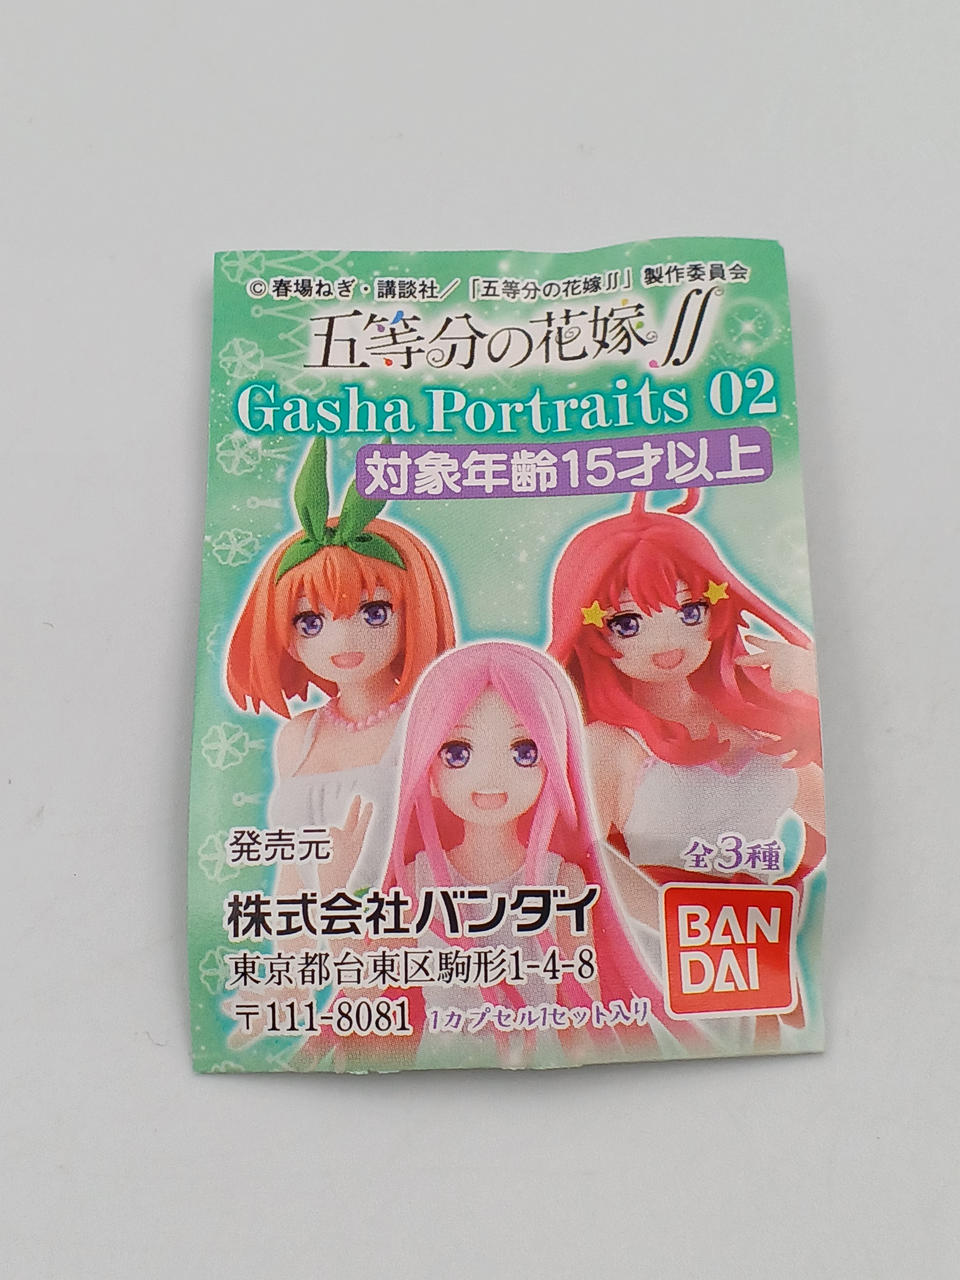 ©春場ねぎ・講談社／「五等分の花嫁∬」製作委員会
五等分の花嫁∬
Gasha Portraits 02
対象年齢15才以上
発売元
全3種
株式会社バンダイ
BAN
DAI
東京都台東区駒形1-4-8
〒111-8081
1カプセル1セット入り